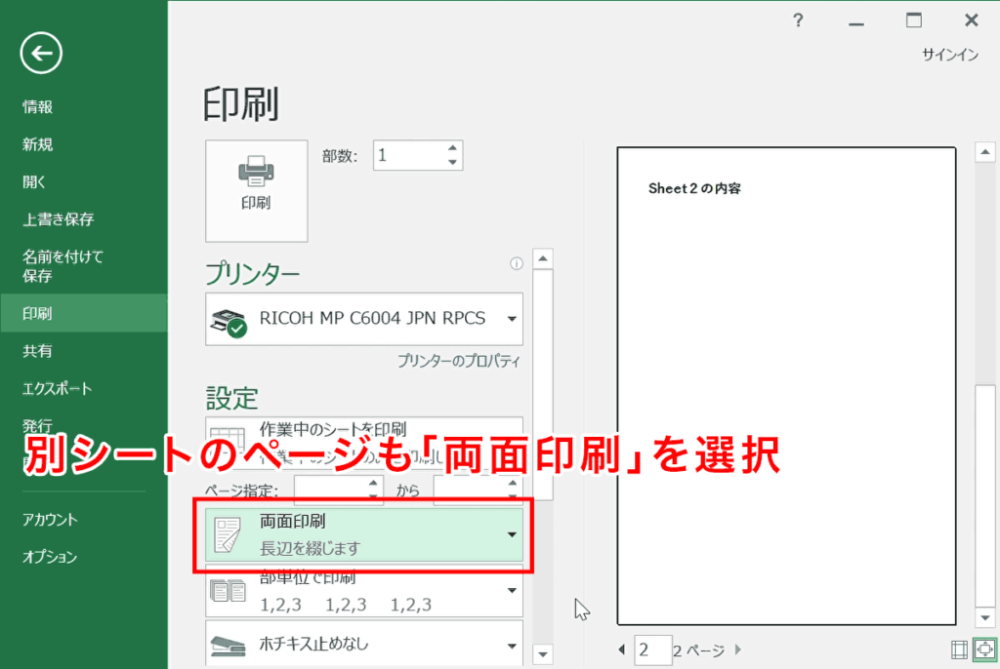 ?
サインイン
情報
新規
開く
上書き保存
名前を付けて
保存
印刷
共有
エクスポート
発行
アカウント
オプション
印刷
印刷
部数:
1
プリンター
RICOH MP C6004 JPN RPCS
プリンターのプロパティ
設定
作業中のシートを印刷
別シートのページも「両面印刷」を選択
ページ指定:
から
両面印刷
長辺を綴じます
部単位で印刷
1,2,3 1,2,3 1,2,3
ホチキス止めなし
Sheet2の内容
2
2 ページ